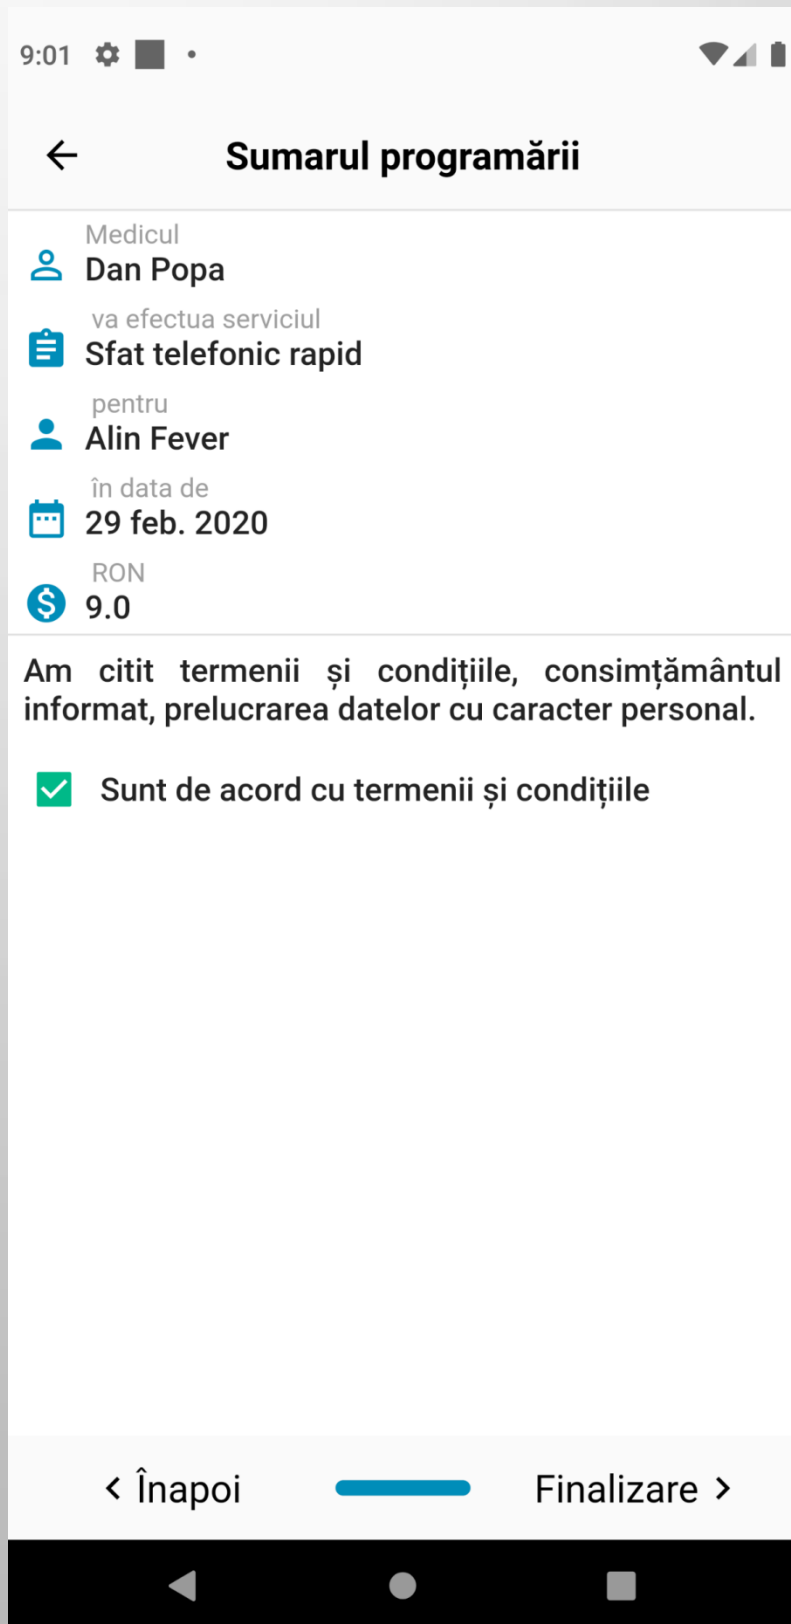 9:01
Sumarul programării
Medicul
Dan Popa
va efectua serviciul
Sfat telefonic rapid
pentru
Alin Fever
în data de
29 feb. 2020
RON
9.0
Am citit termenii și condițiile, consimțământul
informat, prelucrarea datelor cu caracter personal.
Sunt de acord cu termenii și condițiile
Înapoi
Finalizare